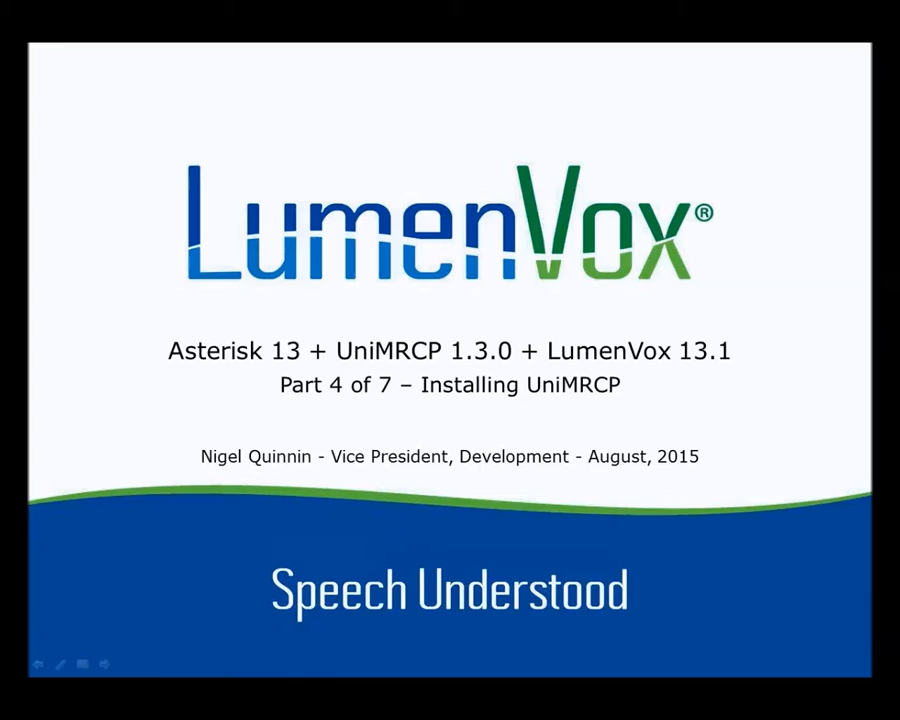 LumenVox®
Asterisk 13 + UniMRCP 1.3.0 + LumenVox 13.1
Part 4 of 7 – Installing UniMRCP
Nigel Quinnin - Vice President, Development - August, 2015
Speech Understood